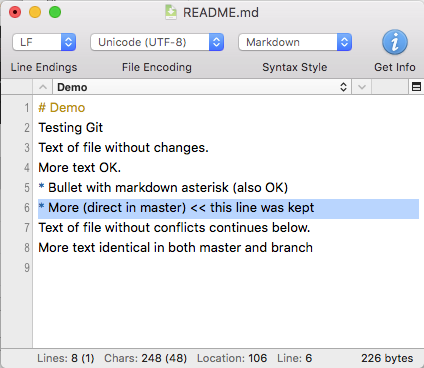 README.md
LF Unicode (UTF-8) Markdown
Line Endings File Encoding Syntax Style Get Info
Demo
1 # Demo
2 Testing Git
3 Text of file without changes.
4 More text OK.
5 * Bullet with markdown asterisk (also OK)
6 * More (direct in master) << this line was kept
7 Text of file without conflicts continues below.
8 More text identical in both master and branch
9
Lines: 8 (1) Chars: 248 (48) Location: 106 Line: 6 226 bytes